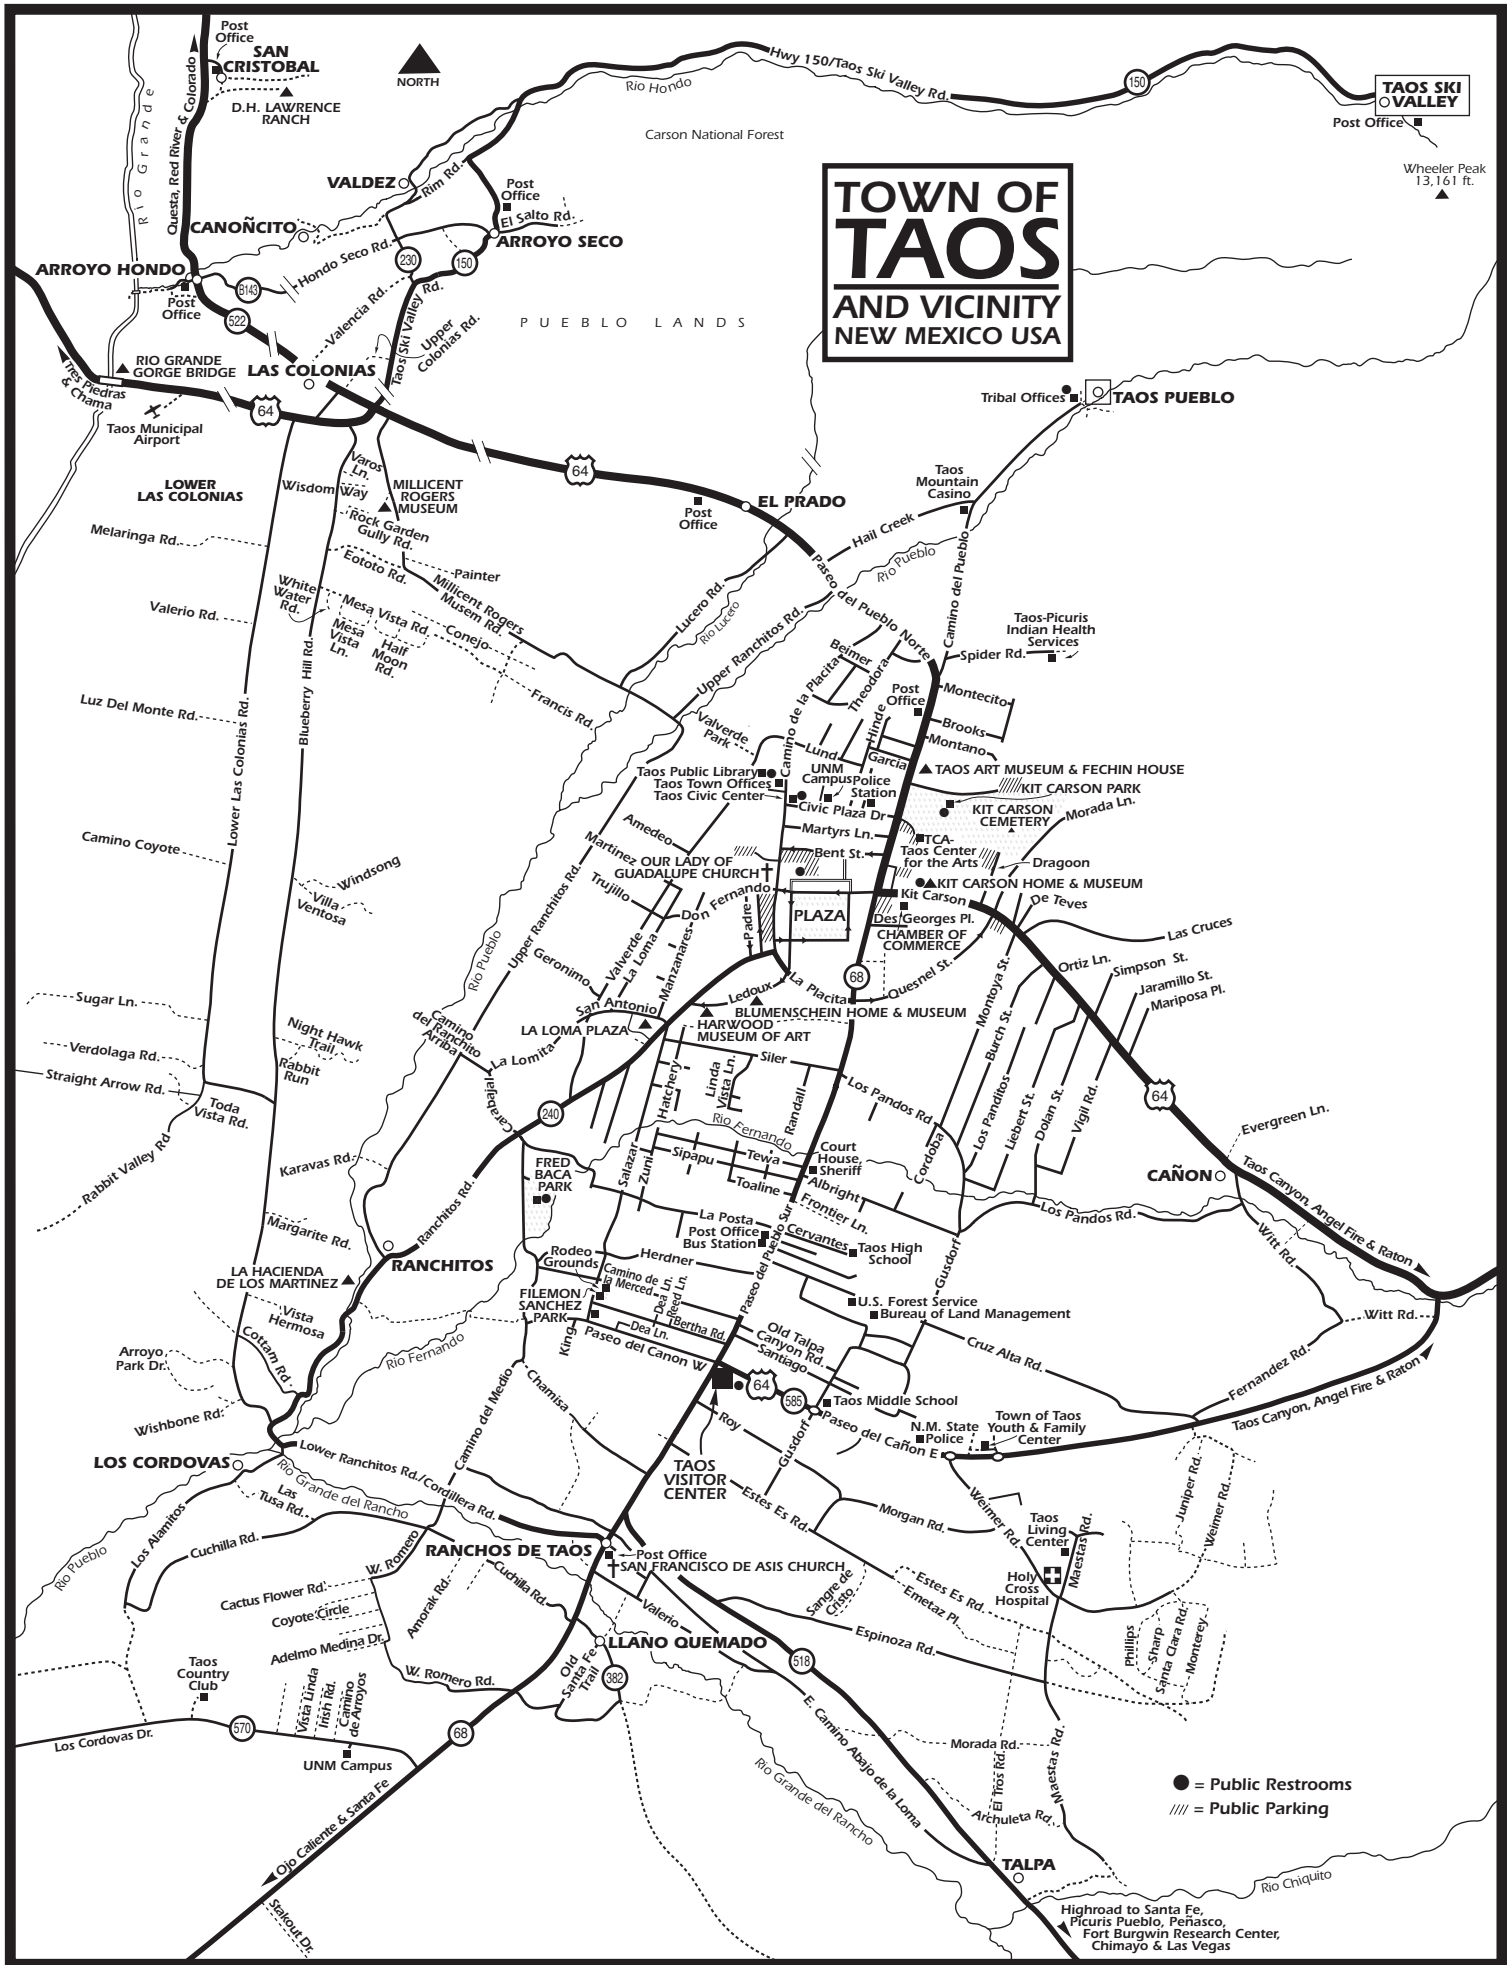 Post
Office
SAN
CRISTOBAL
NORTH
D.H. LAWRENCE
RANCH
Rio Grande
Questa, Red River & Colorado
Rio Hondo
Hwy 150/Taos Ski Valley Rd.
150
TAOS SKI
VALLEY
Post Office
Wheeler Peak
13,161 ft.
Carson National Forest
VALDEZ
Rim Rd.
Post
Office
El Salto Rd.
ARROYO SECO
CANOÑCITO
Hondo Seco Rd.
230
150
ARROYO HONDO
Post
Office
B143
522
Valencia Rd.
Taos Ski Valley Rd.
Upper
Colonias Rd.
PUEBLO LANDS
TOWN OF
TAOS
AND VICINITY
NEW MEXICO USA
RIO GRANDE
GORGE BRIDGE
Tres Piedras
& Chama
LAS COLONIAS
64
Taos Municipal
Airport
Tribal Offices
TAOS PUEBLO
64
LOWER
LAS COLONIAS
Varos
Ln.
Wisdom Way
MILLICENT
ROGERS
MUSEUM
Rock Garden
Gully Rd.
Post
Office
EL PRADO
Taos
Mountain
Casino
Hail Creek
Rio Pueblo
Camino del Pueblo
Melaringa Rd.
Eototo Rd.
Painter
White
Water
Rd.
Millicent Rogers
Musem Rd.
Valerio Rd.
Mesa Vista Rd.
Mesa
Vista
Ln.
Half
Moon
Rd.
Conejo
Francis Rd.
Lucero Rd.
Rio Lucero
Upper Ranchitos Rd.
Paseo del Pueblo Norte
Taos-Picuris
Indian Health
Services
Spider Rd.
Beimer
Theodora
Camino de la Placita
Hinde
Post
Office
Montecito
Brooks
Montano
Luz Del Monte Rd.
Lower Las Colonias Rd.
Blueberry Hill Rd.
Valverde
Park
Lund
Garcia
Taos Public Library
Taos Town Offices
Taos Civic Center
UNM
Campus
Police
Station
TAOS ART MUSEUM & FECHIN HOUSE
KIT CARSON PARK
KIT CARSON
CEMETERY
Morada Ln.
Civic Plaza Dr
Martyrs Ln.
Bent St.
TCA-
Taos Center
for the Arts
Dragoon
Camino Coyote
Amedeo
Martinez
OUR LADY OF
GUADALUPE CHURCH
Trujillo
Don Fernando
KIT CARSON HOME & MUSEUM
Kit Carson
De Teves
Windsong
Villa
Ventosa
Padre
PLAZA
Des Georges Pl.
CHAMBER OF
COMMERCE
Las Cruces
Upper Ranchitos Rd.
Rio Pueblo
Geronimo
Valverde
La Loma
Manzanares
68
Quesnel St.
Montoya St.
Ortiz Ln.
Simpson St.
Jaramillo St.
Mariposa Pl.
Sugar Ln.
San Antonio
Ledoux
La Placita
BLUMENSCHEIN HOME & MUSEUM
LA LOMA PLAZA
HARWOOD
MUSEUM OF ART
Burch St.
Night Hawk
Trail
Camino
del Ranchito
Arriba
La Lomita
Verdolaga Rd.
Rabbit
Run
Straight Arrow Rd.
Toda
Vista Rd.
Siler
Hatchery
Linda
Vista Ln.
Randall
Los Pandos Rd
Los Panditos
Liebert St.
Dolan St.
Vigil Rd.
64
Evergreen Ln.
Carabajal
240
Rio Fernando
Rabbit Valley Rd
Karavas Rd.
Salazar
Zuni
Sipapu
Tewa
Toaline
Court
House,
Sheriff
Albright
Frontier Ln.
Cordoba
CAÑON
Taos Canyon, Angel Fire & Raton
FRED
BACA
PARK
La Posta
Post Office
Bus Station
Cervantes
Taos High
School
Los Pandos Rd.
Witt Rd.
Margarite Rd.
Ranchitos Rd.
RANCHITOS
Rodeo
Grounds
Herdner
Paseo del Pueblo Sur
Gusdorf
LA HACIENDA
DE LOS MARTINEZ
Camino de
la Merced
Dea Ln.
Reed Ln.
FILEMON
SANCHEZ
PARK
U.S. Forest Service
Bureau of Land Management
Witt Rd.
Vista
Hermosa
King
Dea Ln.
Bertha Rd.
Old Talpa
Canyon Rd.
Santiago
Cruz Alta Rd.
Cottam Rd.
Rio Fernando
Paseo del Canon W
Arroyo
Park Dr.
Chamisa
64
585
Taos Middle School
Fernandez Rd.
Taos Canyon, Angel Fire & Raton
Wishbone Rd.
Camino del Medio
Roy
Gusdorf
Paseo del Cañon E
N.M. State
Police
Town of Taos
Youth & Family
Center
LOS CORDOVAS
Lower Ranchitos Rd./Cordillera Rd.
Rio Grande del Rancho
TAOS
VISITOR
CENTER
Las
Tusa Rd.
Estes Es Rd.
Morgan Rd.
Weimer Rd.
Juniper Rd.
Weimer Rd.
Los Alamitos
Cuchilla Rd.
Rio Pueblo
W. Romero
RANCHOS DE TAOS
Post Office
SAN FRANCISCO DE ASIS CHURCH
Taos
Living
Center
Maestas Rd.
Holy
Cross
Hospital
Cactus Flower Rd.
Coyote Circle
Adelmo Medina Dr.
Amorak Rd.
Cuchilla Rd.
Valerio
Sangre de
Cristo
Estes Es Rd.
Emetaz Pl.
Espinoza Rd.
Phillips
Sharp
Santa Clara Rd.
Monterey
LLANO QUEMADO
518
Old
Santa Fe
Trail
382
W. Romero Rd.
Taos
Country
Club
Vista Linda
Irish Rd.
Camino
de Arroyos
Los Cordovas Dr.
570
68
UNM Campus
E. Camino Abajo de la Loma
Rio Grande del Rancho
Morada Rd.
El Tros Rd.
Maestas Rd.
Archuleta Rd.
= Public Restrooms
= Public Parking
Ojo Caliente & Santa Fe
TALPA
Rio Chiquito
Stakout Dr.
Highroad to Santa Fe,
Picuris Pueblo, Peñasco,
Fort Burgwin Research Center,
Chimayo & Las Vegas